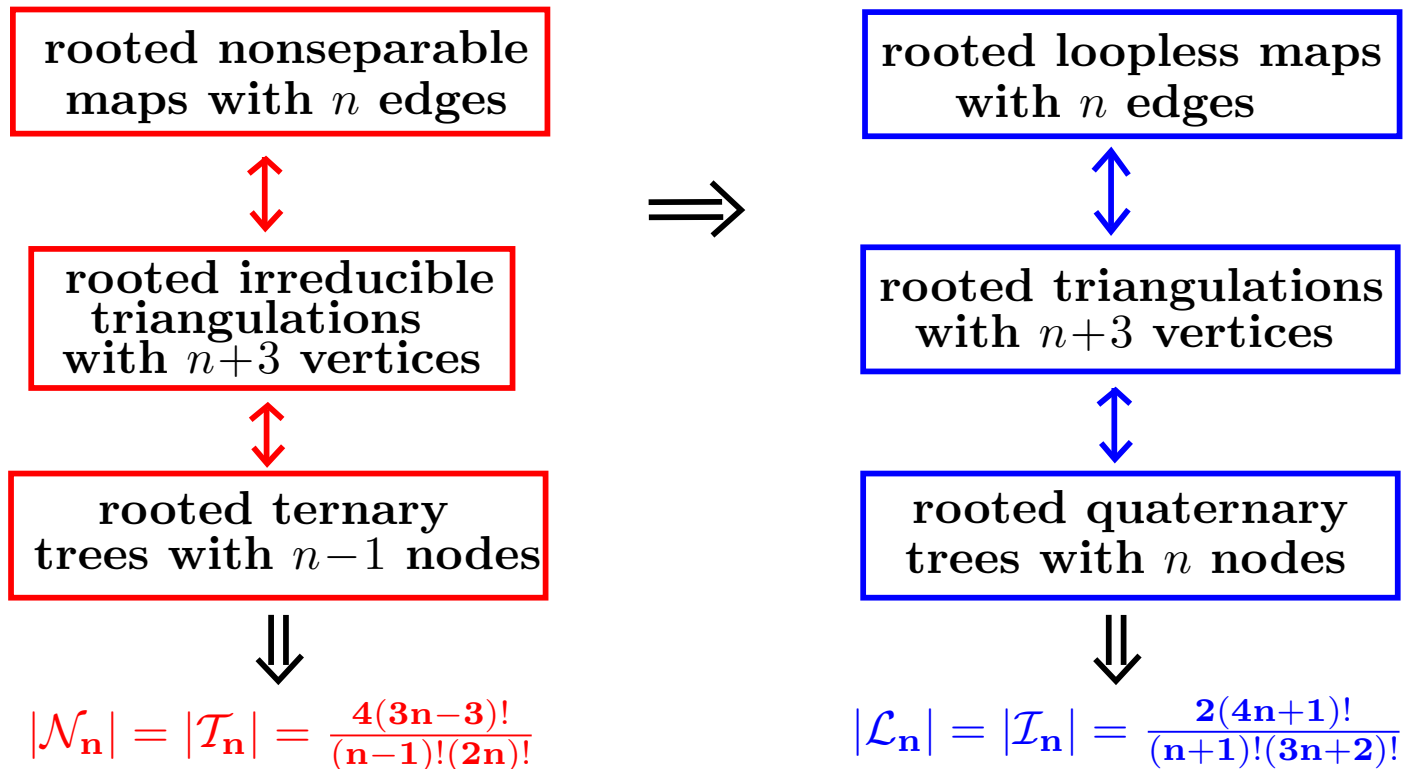 rooted nonseparable
maps with n edges
rooted irreducible
triangulations
with n+3 vertices
rooted ternary
trees with n−1 nodes
|𝒩ₙ| = |𝒯ₙ| = 4(3n−3)! / (n−1)!(2n)!
rooted loopless maps
with n edges
rooted triangulations
with n+3 vertices
rooted quaternary
trees with n nodes
|ℒₙ| = |ℐₙ| = 2(4n+1)! / (n+1)!(3n+2)!